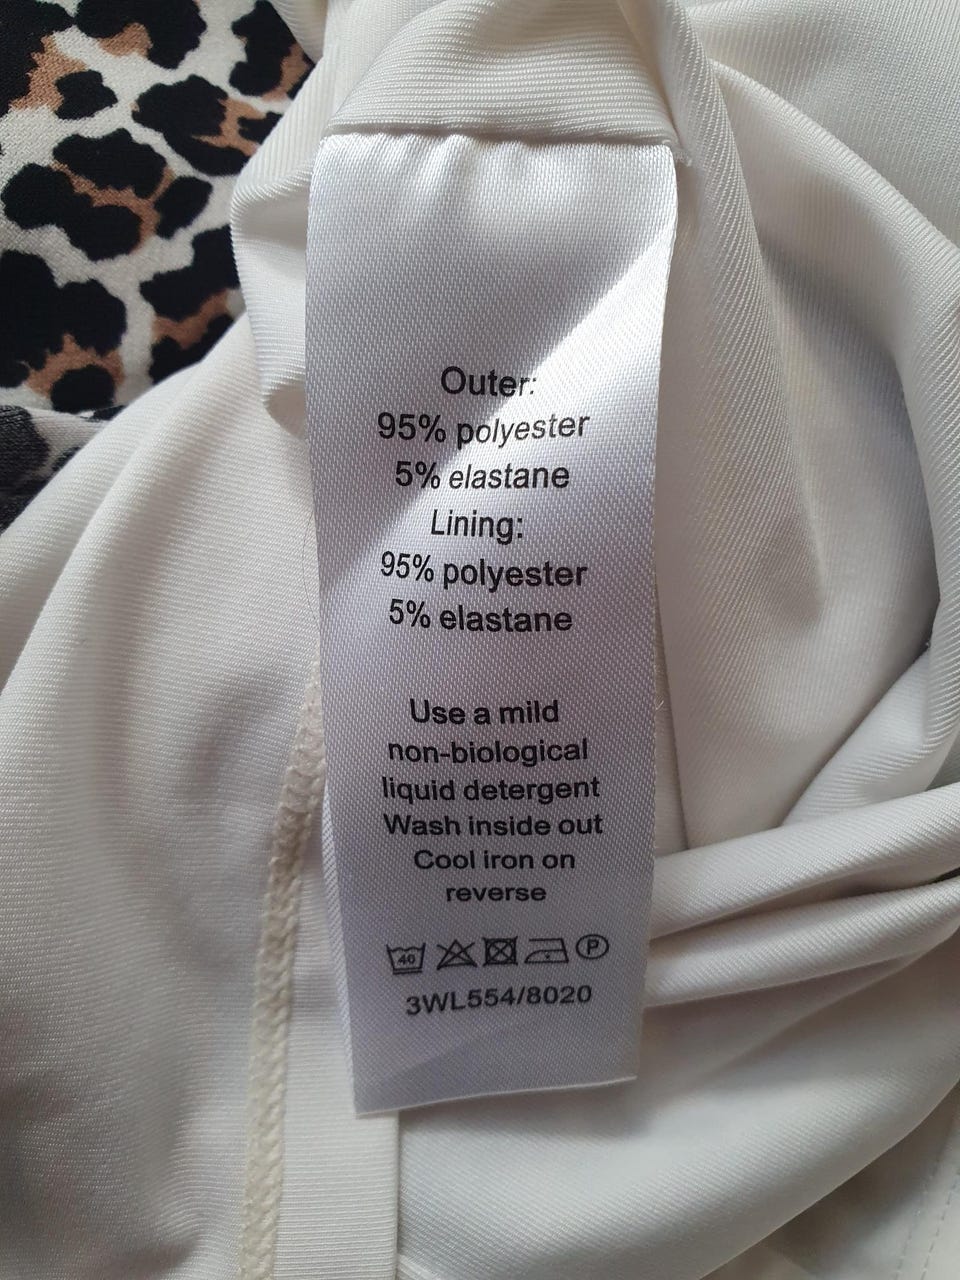 Outer:
95% polyester
5% elastane
Lining:
95% polyester
5% elastane
Use a mild
non-biological
liquid detergent
Wash inside out
Cool iron on
reverse
40 P
3WL554/8020